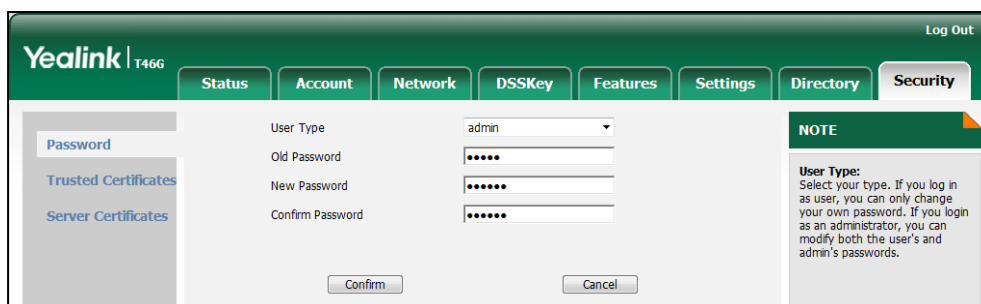 Log Out
Yealink | T46G
Status Account Network DSSKey Features Settings Directory Security
Password
Trusted Certificates
Server Certificates
User Type admin
Old Password •••••
New Password ••••••
Confirm Password ••••••
Confirm Cancel
NOTE
User Type:
Select your type. If you log in
as user, you can only change
your own password. If you login
as an administrator, you can
modify both the user's and
admin's passwords.